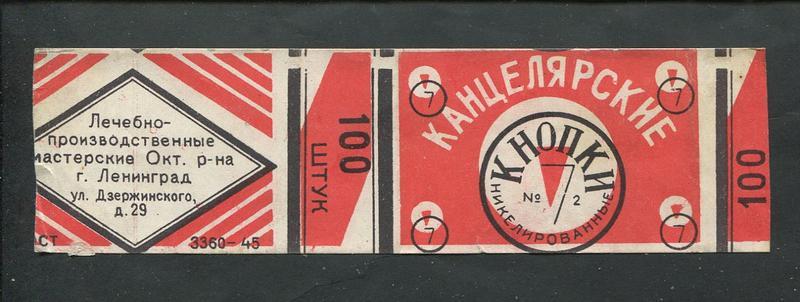 Лечебно-
производственные
мастерские Окт. р-на
г. Ленинград
ул. Дзержинского,
д. 29
СТ
3360-45
100
ШТУК
КАНЦЕЛЯРСКИЕ
КНОПКИ
№ 2
НИКЕЛИРОВАННЫЕ
7
7
7
7
100